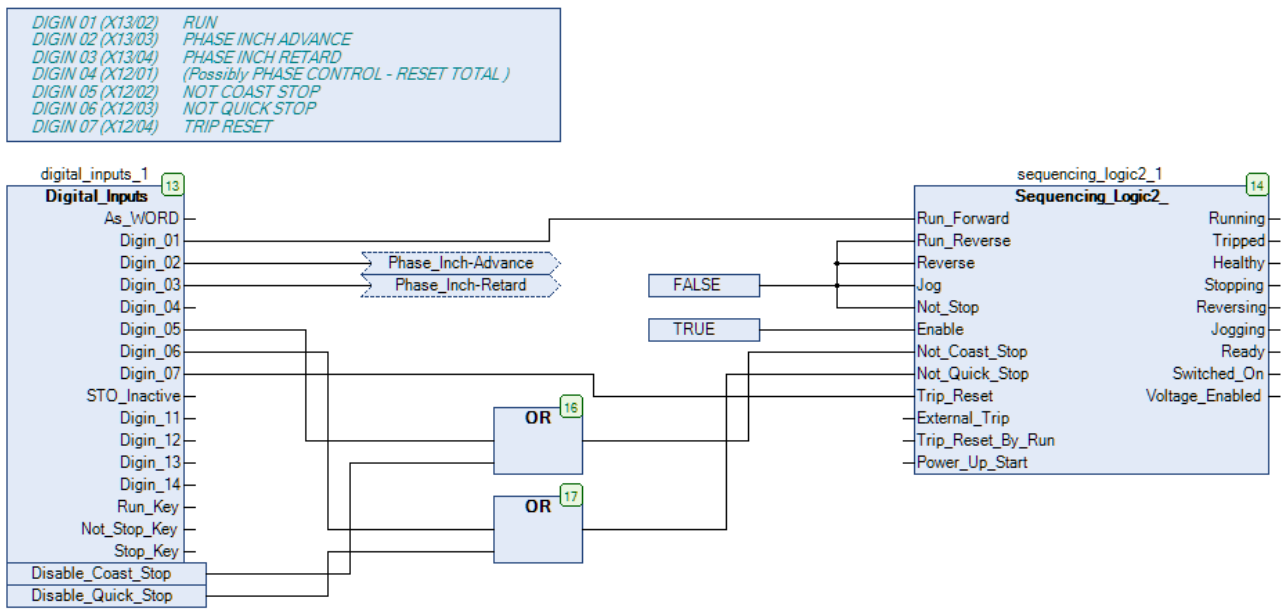 DIGIN 01 (X13/02) RUN
DIGIN 02 (X13/03) PHASE INCH ADVANCE
DIGIN 03 (X13/04) PHASE INCH RETARD
DIGIN 04 (X12/01) (Possibly PHASE CONTROL - RESET TOTAL )
DIGIN 05 (X12/02) NOT COAST STOP
DIGIN 06 (X12/03) NOT QUICK STOP
DIGIN 07 (X12/04) TRIP RESET
digital_inputs_1
13
Digital_Inputs
As_WORD
Digin_01
Digin_02
Digin_03
Digin_04
Digin_05
Digin_06
Digin_07
STO_Inactive
Digin_11
Digin_12
Digin_13
Digin_14
Run_Key
Not_Stop_Key
Stop_Key
Disable_Coast_Stop
Disable_Quick_Stop
Phase_Inch-Advance
Phase_Inch-Retard
FALSE
TRUE
OR
16
OR
17
sequencing_logic2_1
14
Sequencing_Logic2_
Run_Forward
Run_Reverse
Reverse
Jog
Not_Stop
Enable
Not_Coast_Stop
Not_Quick_Stop
Trip_Reset
External_Trip
Trip_Reset_By_Run
Power_Up_Start
Running
Tripped
Healthy
Stopping
Reversing
Jogging
Ready
Switched_On
Voltage_Enabled